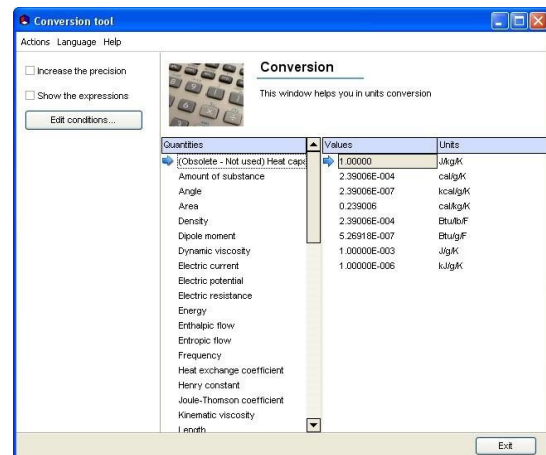 Conversion tool
Actions Language Help
Increase the precision
Show the expressions
Edit conditions...
Conversion
This window helps you in units conversion
Quantities
(Obsolete - Not used) Heat capa
Amount of substance
Angle
Area
Density
Dipole moment
Dynamic viscosity
Electric current
Electric potential
Electric resistance
Energy
Enthalpic flow
Entropic flow
Frequency
Heat exchange coefficient
Henry constant
Joule-Thomson coefficient
Kinematic viscosity
Length
Values Units
1.00000 J/kg/K
2.39006E-004 cal/g/K
2.39006E-007 kcal/g/K
0.239006 cal/kg/K
2.39006E-004 Btu/lb/F
5.26918E-007 Btu/g/F
1.00000E-003 J/g/K
1.00000E-006 kJ/g/K
Exit